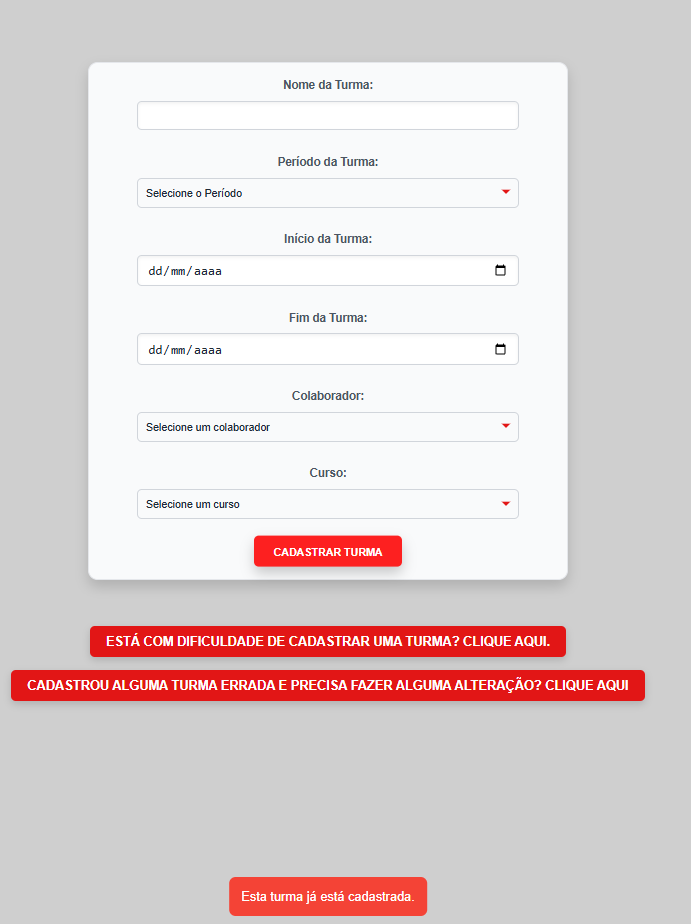 Nome da Turma:
Período da Turma:
Selecione o Período
Início da Turma:
dd/mm/aaaa
Fim da Turma:
dd/mm/aaaa
Colaborador:
Selecione um colaborador
Curso:
Selecione um curso
CADASTRAR TURMA
ESTÁ COM DIFICULDADE DE CADASTRAR UMA TURMA? CLIQUE AQUI.
CADASTROU ALGUMA TURMA ERRADA E PRECISA FAZER ALGUMA ALTERAÇÃO? CLIQUE AQUI
Esta turma já está cadastrada.